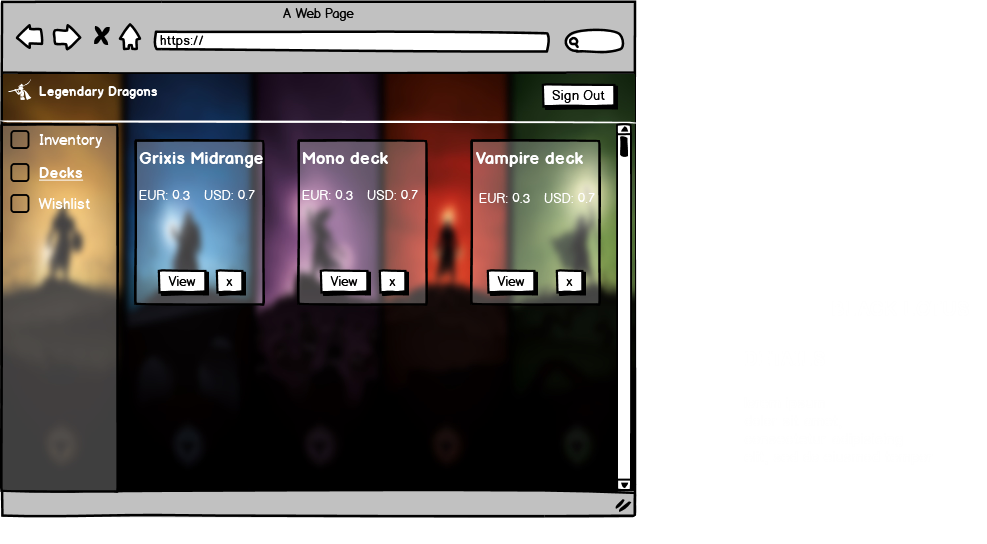 A Web Page
https://
Legendary Dragons
Sign Out
Inventory
Decks
Wishlist
Grixis Midrange
EUR: 0.3 USD: 0.7
View x
Mono deck
EUR: 0.3 USD: 0.7
View x
Vampire deck
EUR: 0.3 USD: 0.7
View x